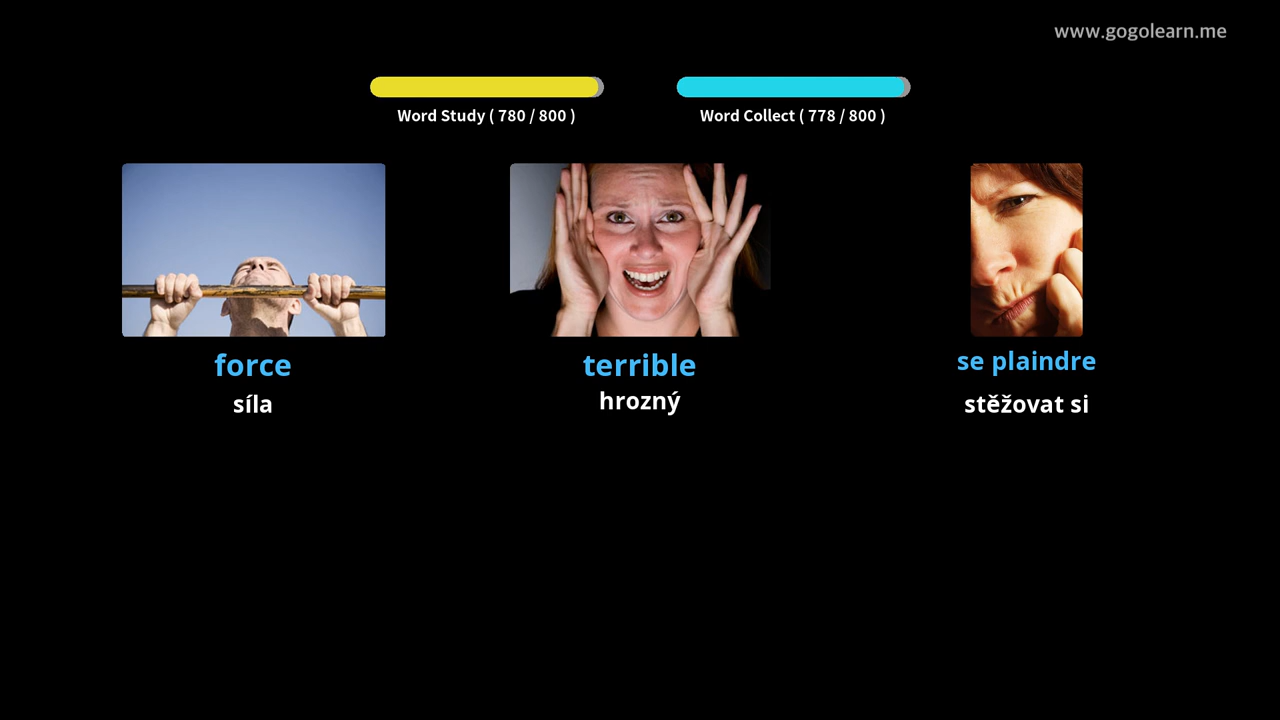 www.gogolearn.me
Word Study ( 780 / 800 )
Word Collect ( 778 / 800 )
force
síla
terrible
hrozný
se plaindre
stěžovat si